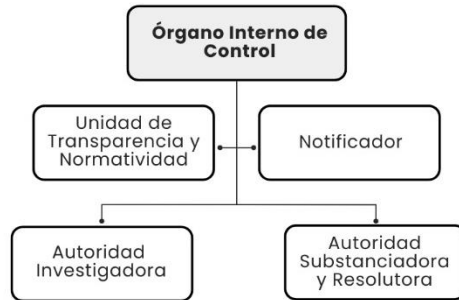 Órgano Interno de
Control
Unidad de
Transparencia y
Normatividad
Notificador
Autoridad
Investigadora
Autoridad
Substanciadora
y Resolutora